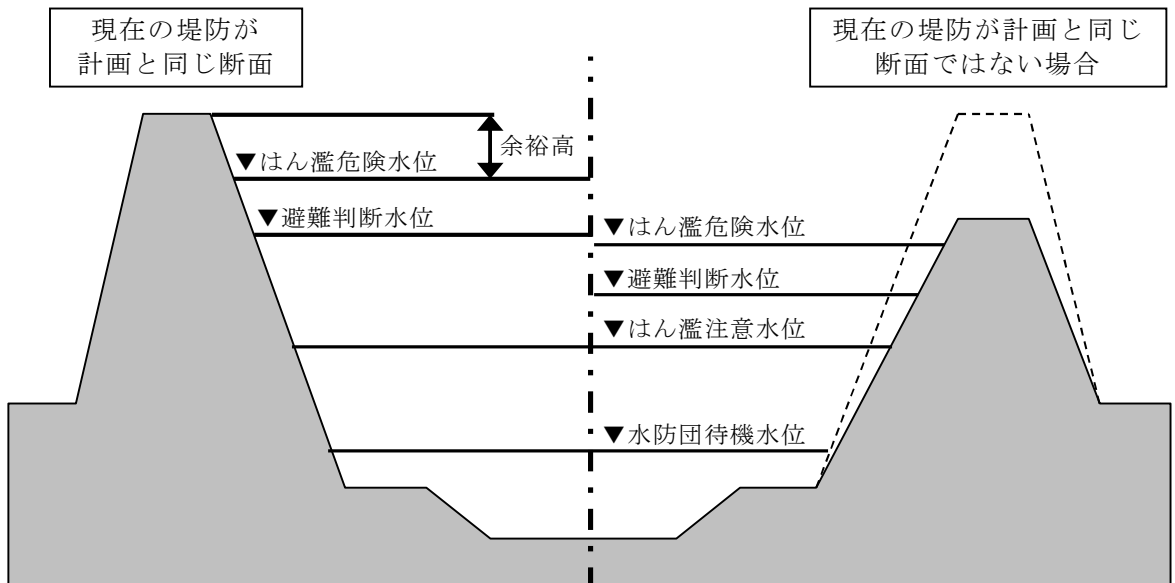 現在の堤防が
計画と同じ断面
現在の堤防が計画と同じ
断面ではない場合
余裕高
▼はん濫危険水位
▼避難判断水位
▼はん濫危険水位
▼避難判断水位
▼はん濫注意水位
▼水防団待機水位